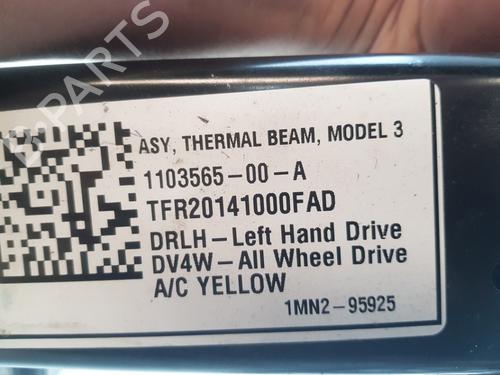 ASY, THERMAL BEAM, MODEL 3
1103565-00-A
TFR20141000FAD
DRLH-Left Hand Drive
DV4W-All Wheel Drive
A/C YELLOW
1MN2-95925
B-PARTS